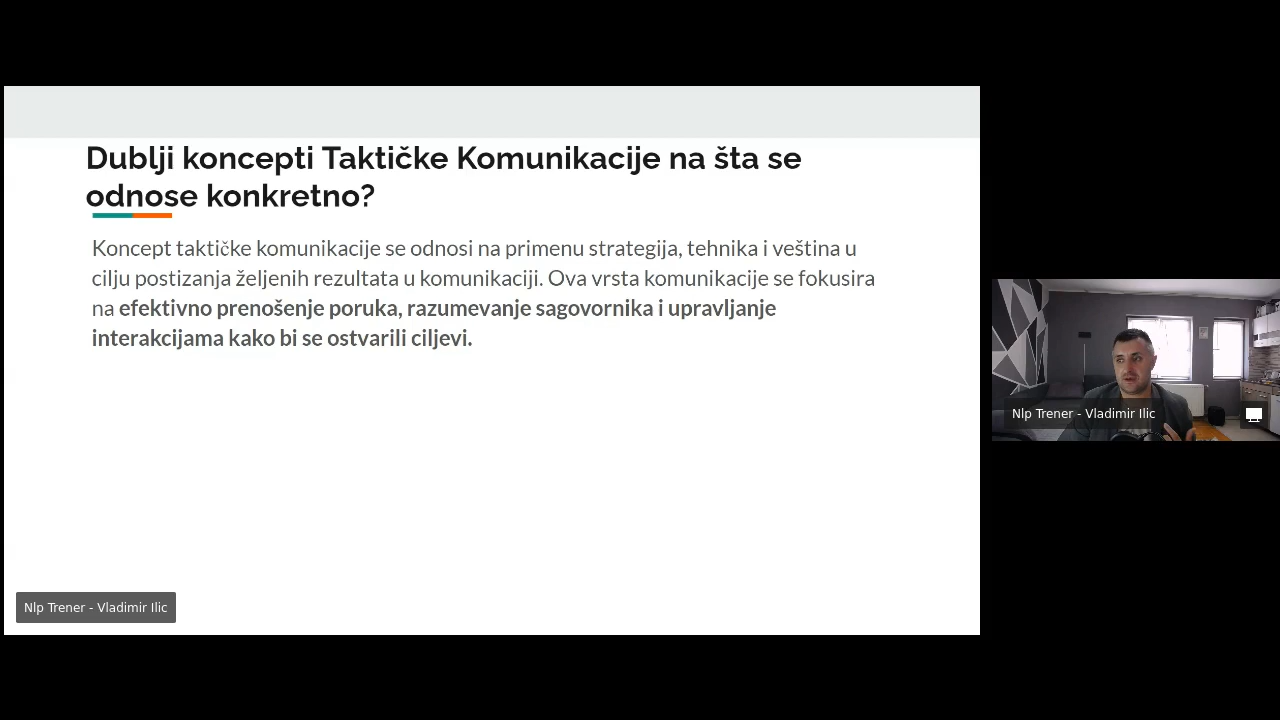 Dublji koncepti Taktičke Komunikacije na šta se
odnose konkretno?
Koncept taktičke komunikacije se odnosi na primenu strategija, tehnika i veština u
cilju postizanja željenih rezultata u komunikaciji. Ova vrsta komunikacije se fokusira
na efektivno prenošenje poruka, razumevanje sagovornika i upravljanje
interakcijama kako bi se ostvarili ciljevi.
Nlp Trener - Vladimir Ilic
Nlp Trener - Vladimir Ilic